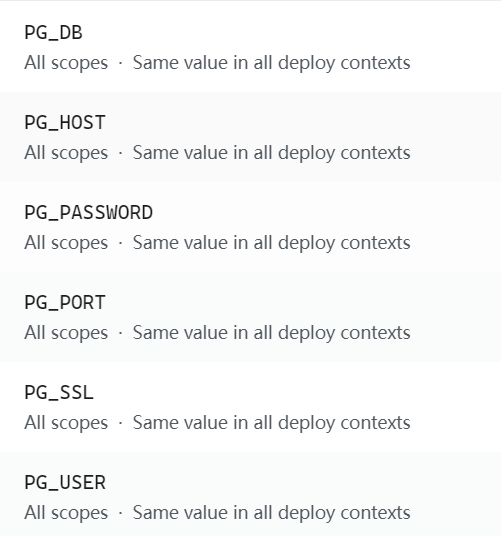 PG_DB
All scopes · Same value in all deploy contexts
PG_HOST
All scopes · Same value in all deploy contexts
PG_PASSWORD
All scopes · Same value in all deploy contexts
PG_PORT
All scopes · Same value in all deploy contexts
PG_SSL
All scopes · Same value in all deploy contexts
PG_USER
All scopes · Same value in all deploy contexts